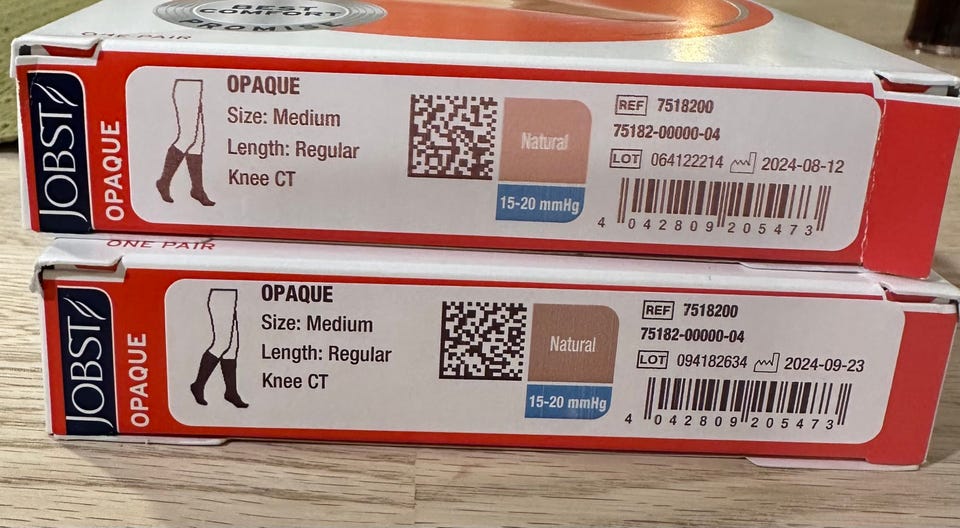 BEST
COMFORT
PROMISE
ONE PAIR
JOBST
OPAQUE
OPAQUE
Size: Medium
Length: Regular
Knee CT
Natural
15-20 mmHg
REF 7518200
75182-00000-04
LOT 064122214 2024-08-12
4 042809 205473
ONE PAIR
JOBST
OPAQUE
OPAQUE
Size: Medium
Length: Regular
Knee CT
Natural
15-20 mmHg
REF 7518200
75182-00000-04
LOT 094182634 2024-09-23
4 042809 205473